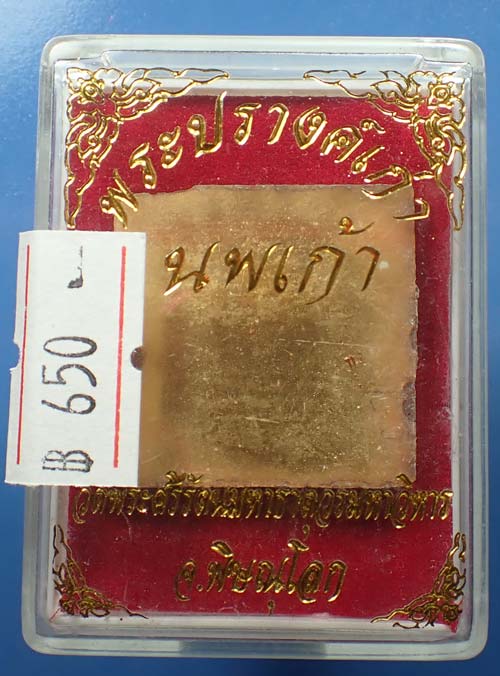 พระปรางค์เก่า
นพเก้า
฿ 650
วัดพระศรีรัตนมหาธาตุวรมหาวิหาร
จ.พิษณุโลก